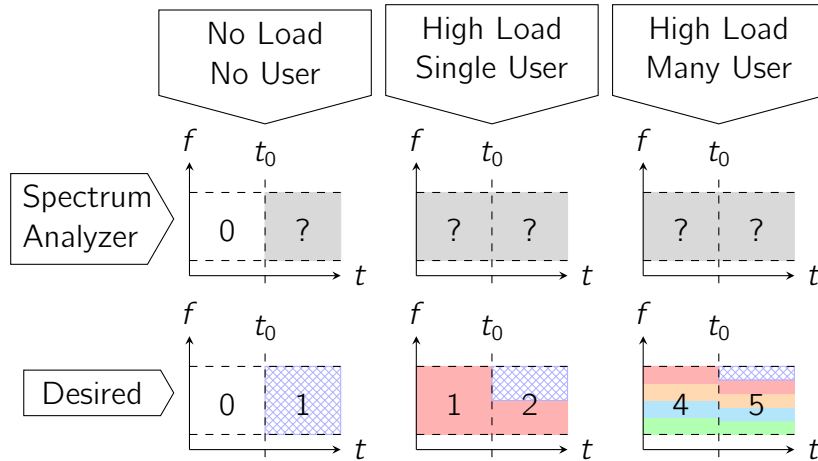 No Load
No User
High Load
Single User
High Load
Many User
Spectrum
Analyzer
f
t0
0
?
t
f
t0
?
?
t
f
t0
?
?
t
Desired
f
t0
0
1
t
f
t0
1
2
t
f
t0
4
5
t